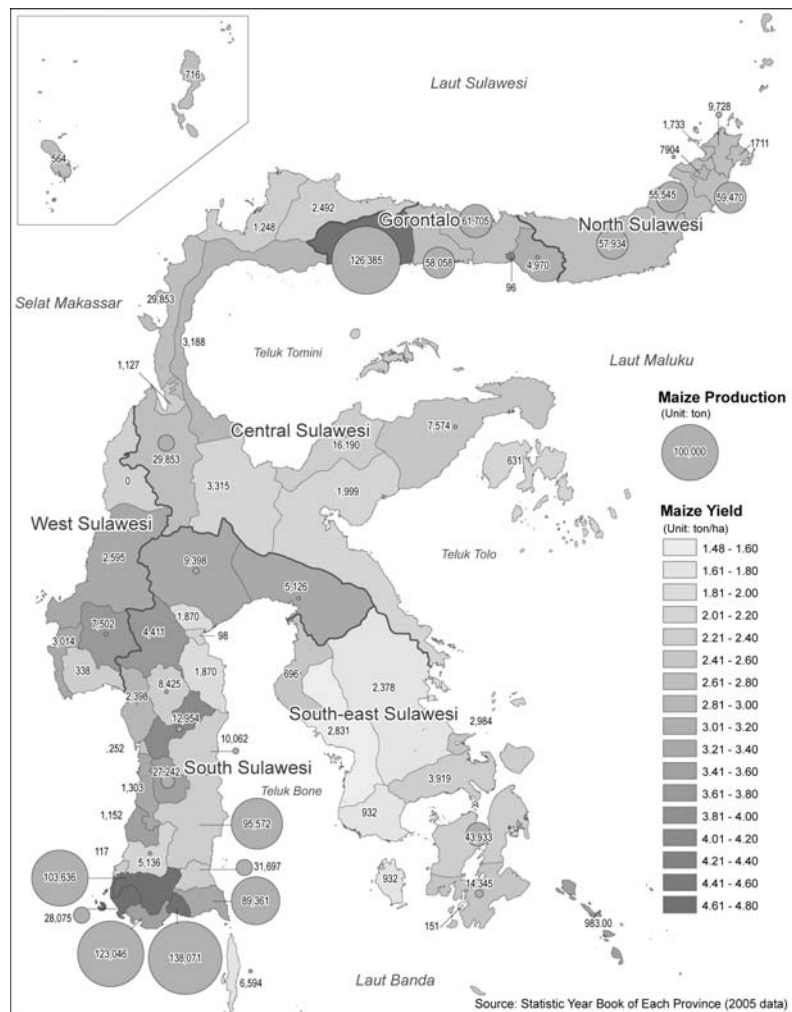 716
564
Laut Sulawesi
9,728
1,733
1711
7904
55,545
59,470
2,492
1,248
Gorontalo
61,705
North Sulawesi
57,934
126,385
58,058
4,970
96
Selat Makassar
29,853
3,188
Teluk Tomini
Laut Maluku
1,127
Central Sulawesi
7,574
16,190
29,853
0
3,315
1,999
631
West Sulawesi
2,595
Teluk Tolo
9,398
5,126
7,502
4,411
1,870
98
3,014
338
1,870
696
2,378
8,425
2,398
12,954
South-east Sulawesi
2,984
2,831
10,062
.252
27,242
South Sulawesi
3,919
1,303
Teluk Bone
1,152
932
95,572
43,933
117
5,136
31,697
103,636
932
14,345
89,361
28,075
151
983.00
123,046
138,071
6,594
Laut Banda
Maize Production
(Unit: ton)
100,000
Maize Yield
(Unit: ton/ha)
1.48 - 1.60
1.61 - 1.80
1.81 - 2.00
2.01 - 2.20
2.21 - 2.40
2.41 - 2.60
2.61 - 2.80
2.81 - 3.00
3.01 - 3.20
3.21 - 3.40
3.41 - 3.60
3.61 - 3.80
3.81 - 4.00
4.01 - 4.20
4.21 - 4.40
4.41 - 4.60
4.61 - 4.80
Source: Statistic Year Book of Each Province (2005 data)